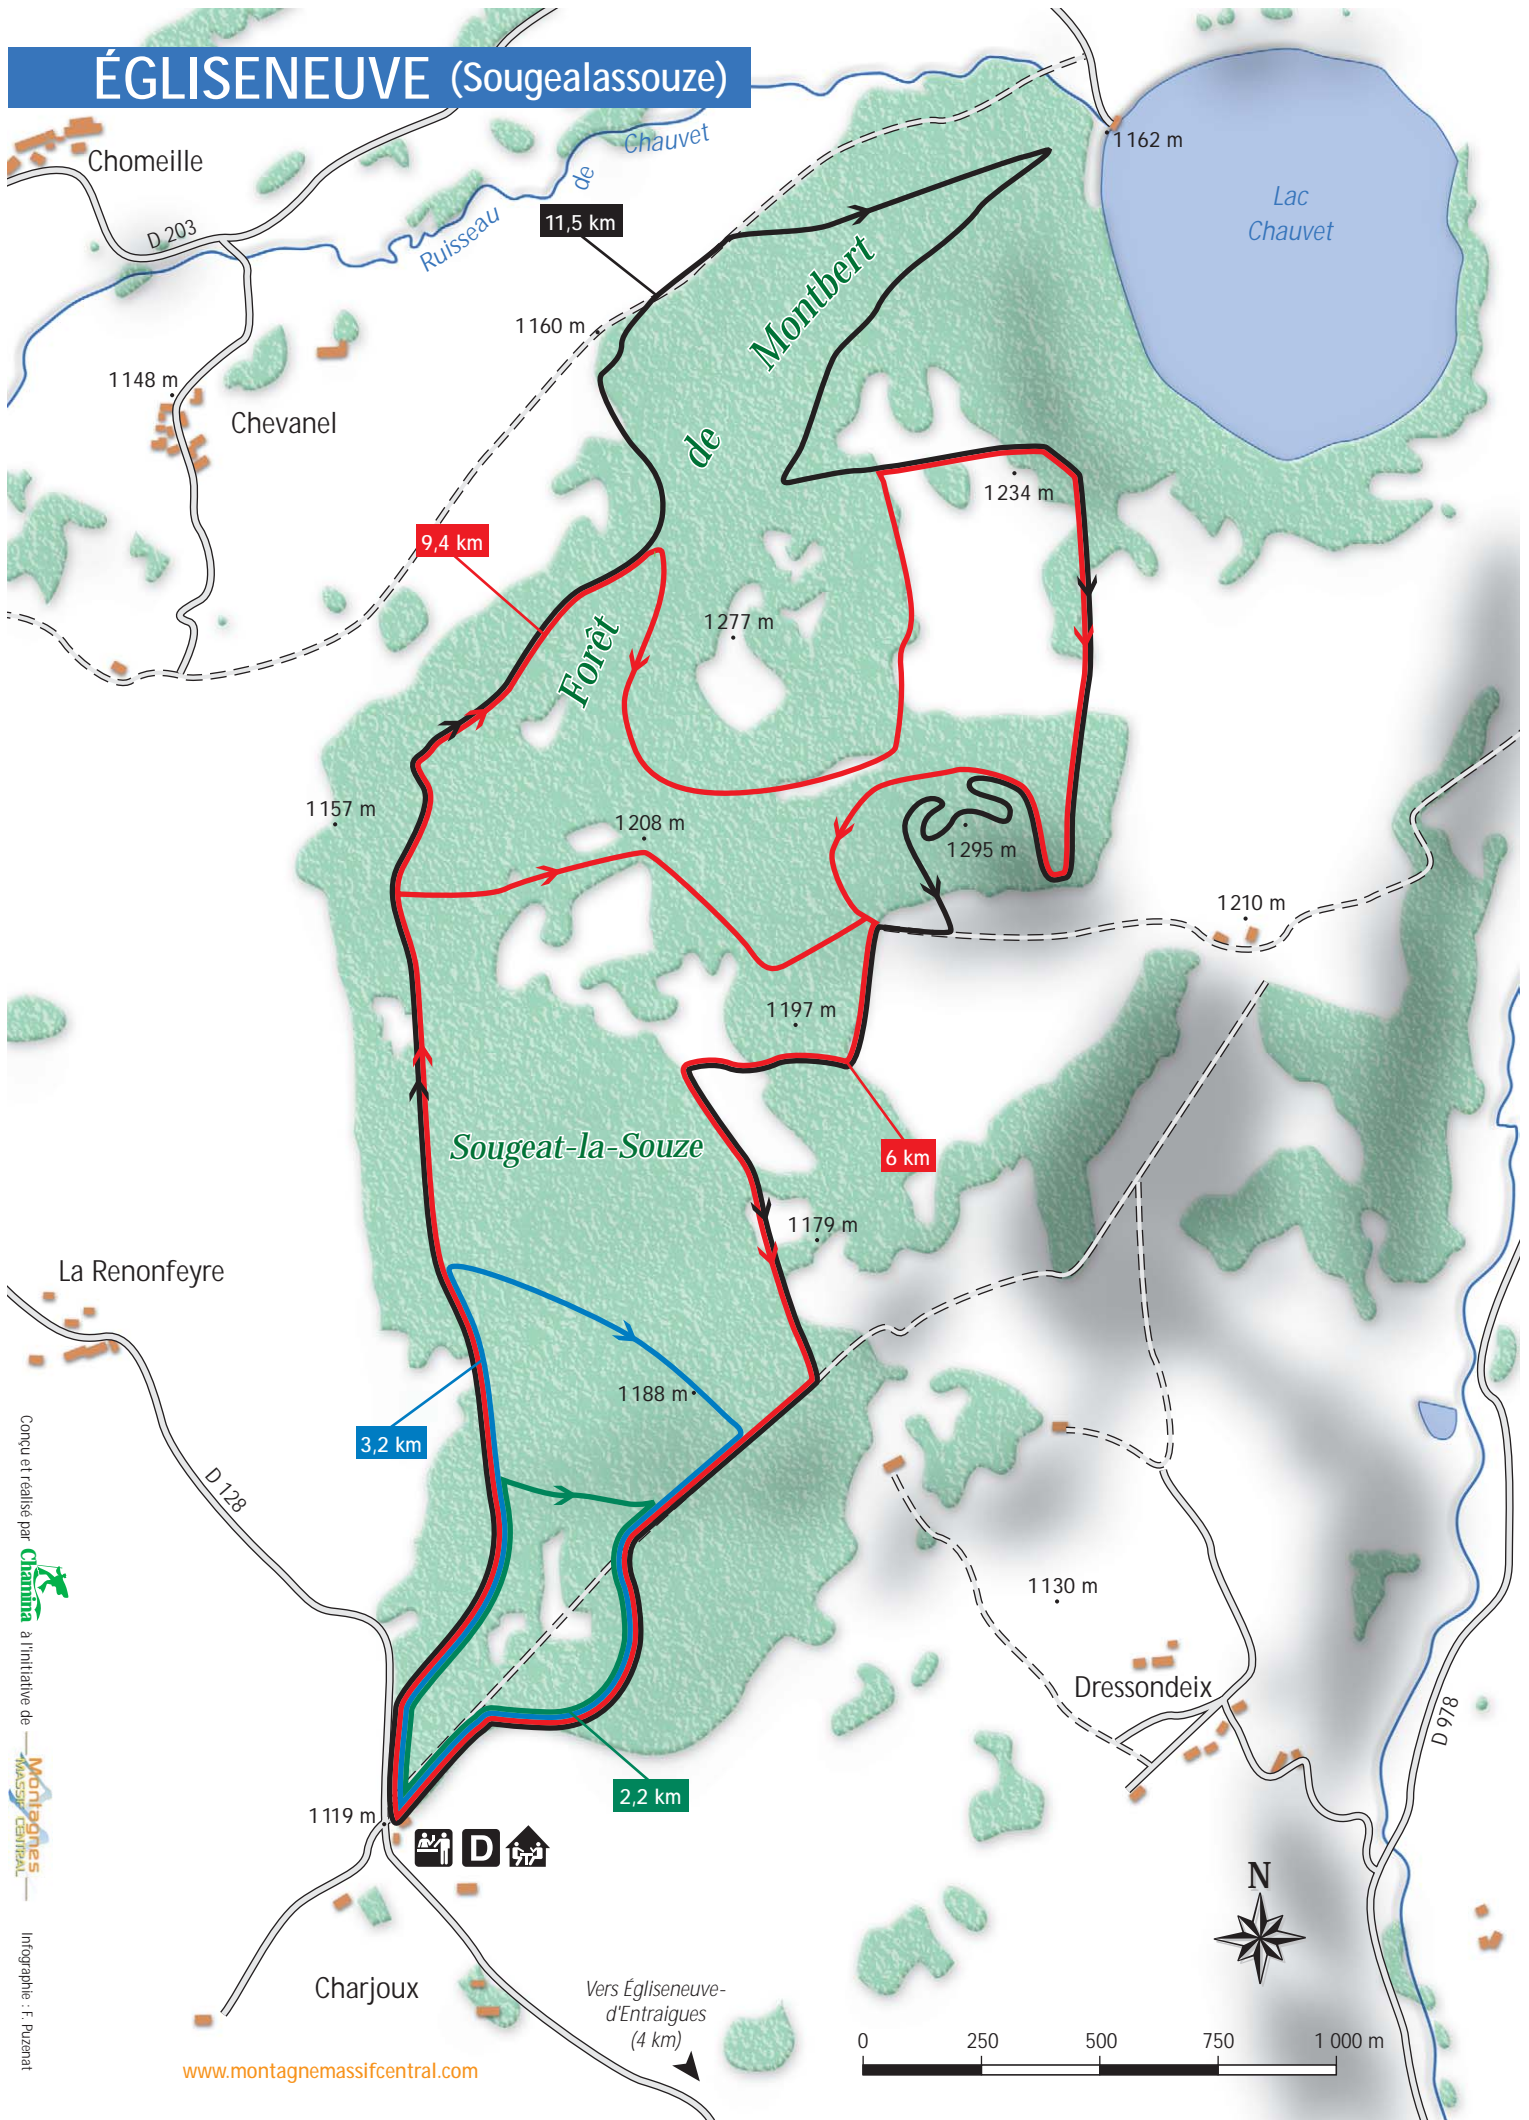 ÉGLISENEUVE (Sougealassouze)
Chomeille
D 203
Ruisseau de Chauvet
1162 m
Lac
Chauvet
11,5 km
1160 m
1148 m
Chevanel
Forêt de Montbert
1234 m
9,4 km
1277 m
1157 m
1208 m
1295 m
1210 m
1197 m
Sougeat-la-Souze
6 km
1179 m
La Renonfeyre
1188 m
3,2 km
D 128
1130 m
Dressondeix
D 978
2,2 km
1119 m
D
N
Charjoux
Vers Égliseneuve-
d'Entraigues
(4 km)
0 250 500 750 1 000 m
www.montagnemassifcentral.com
Conçu et réalisé par Chamina à l'initiative de Montagnes
MASSIF CENTRAL
Infographie : F. Puzenat